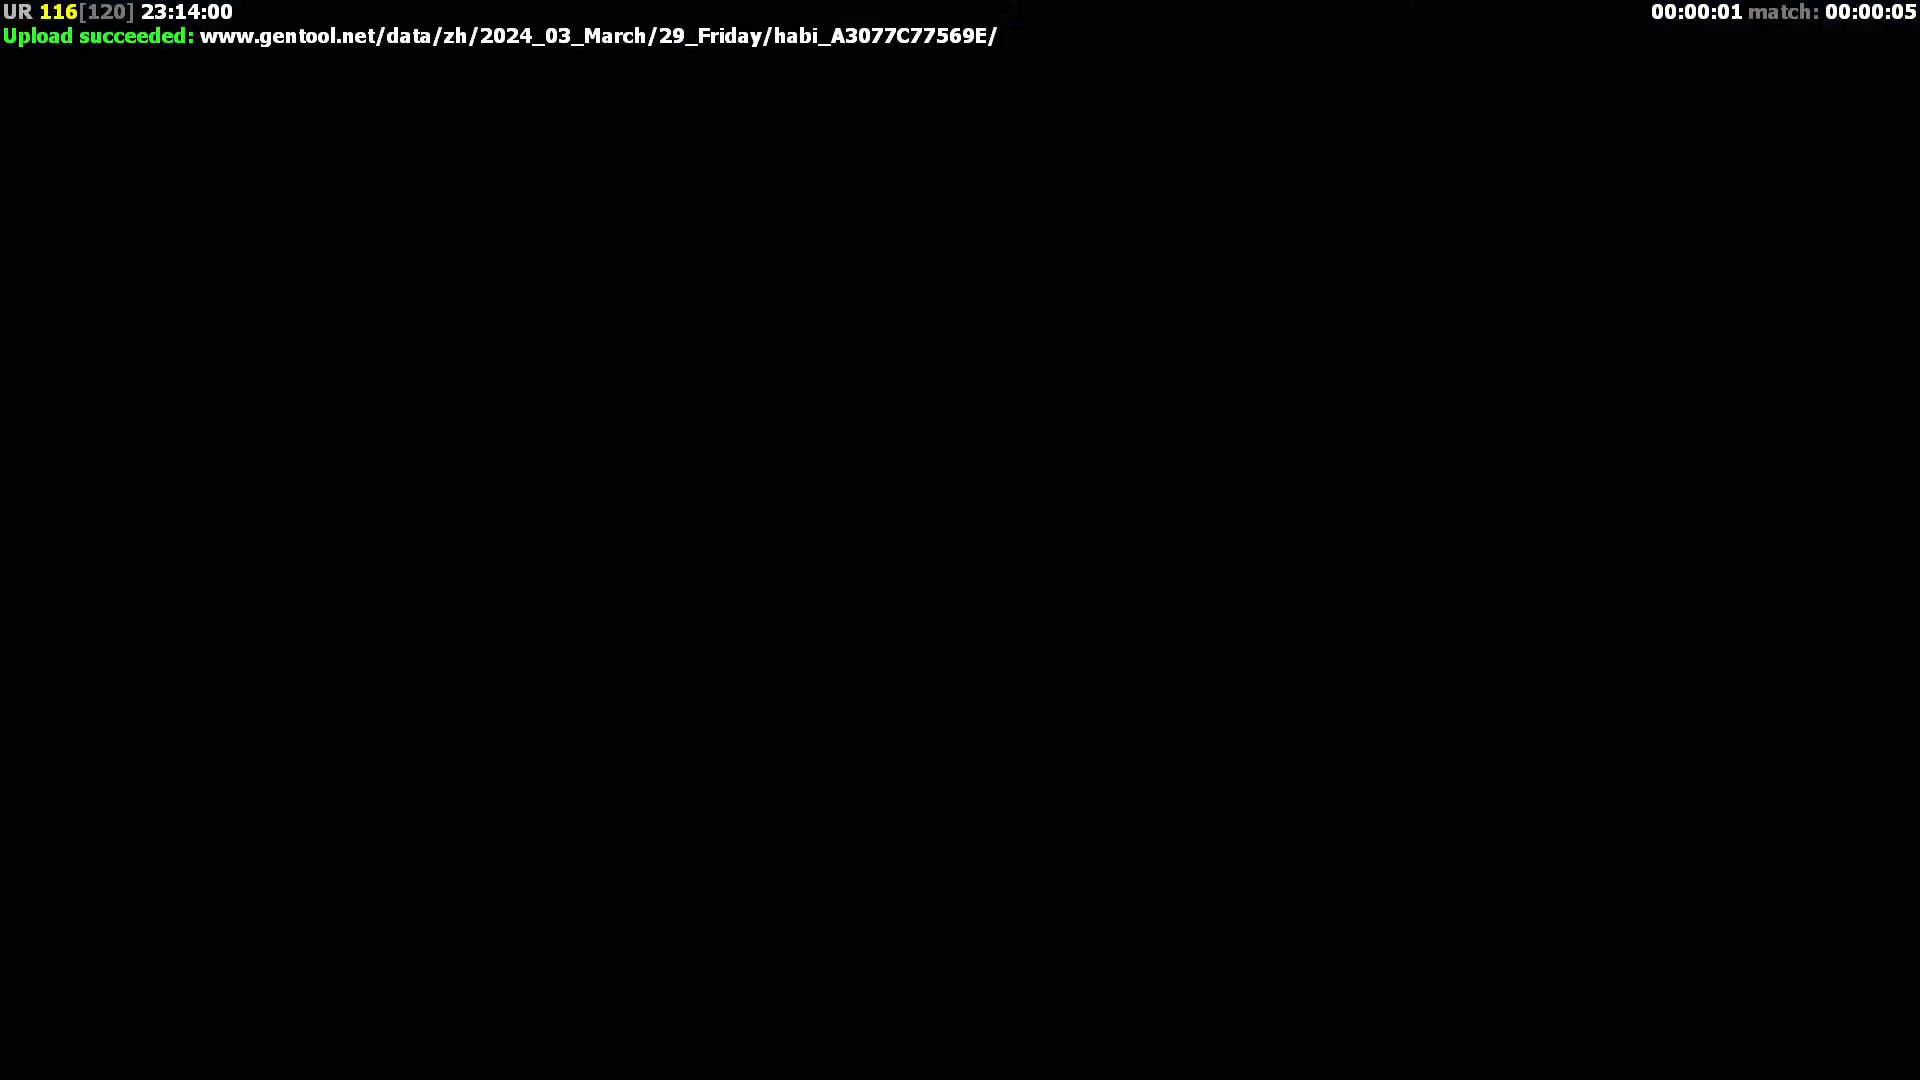 UR 116[120] 23:14:00 00:00:01 match: 00:00:05
Upload succeeded: www.gentool.net/data/zh/2024_03_March/29_Friday/habi_A3077C77569E/